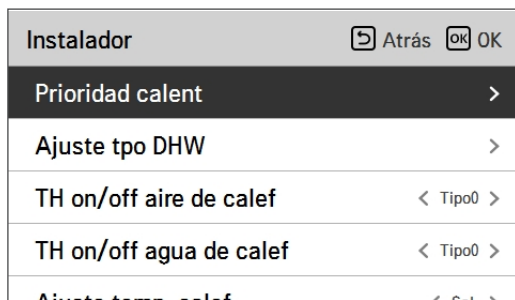 Instalador Atrás OK OK
Prioridad calent >
Ajuste tpo DHW >
TH on/off aire de calef < Tipo0 >
TH on/off agua de calef < Tipo0 >